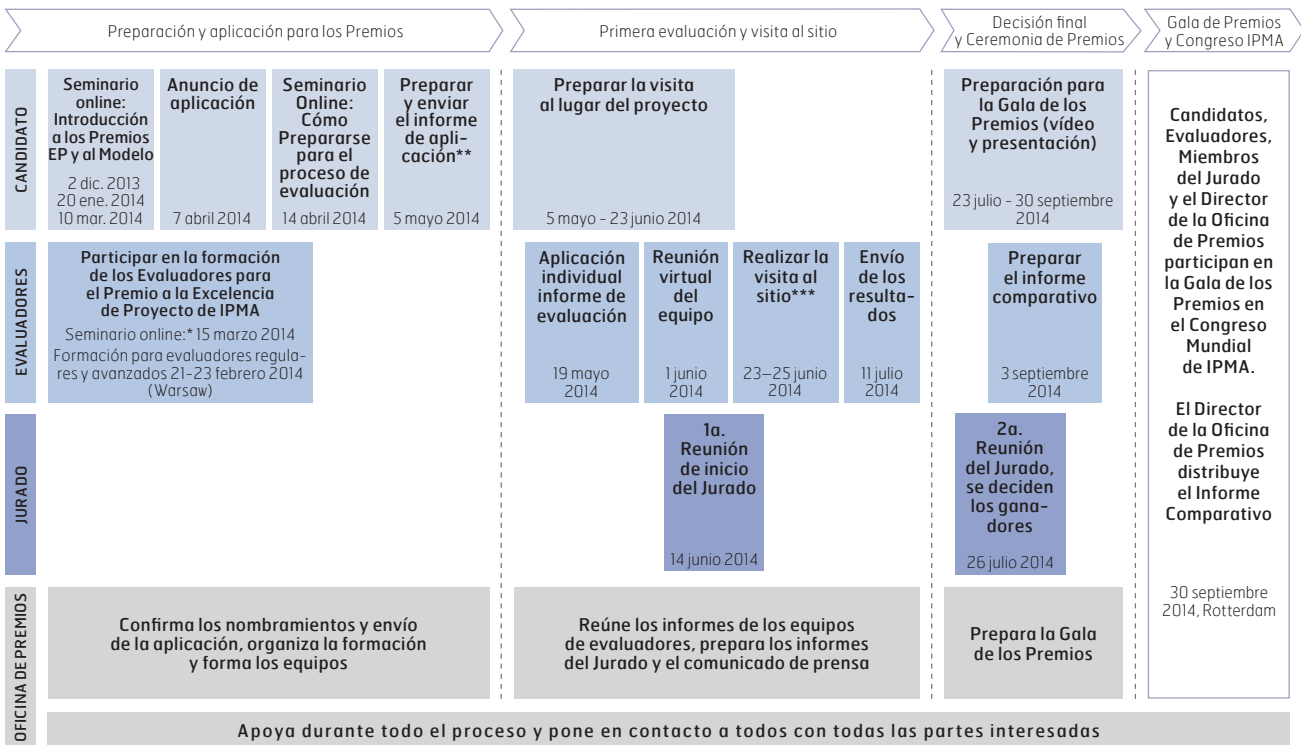 Preparación y aplicación para los Premios
Primera evaluación y visita al sitio
Decisión final
y Ceremonia de Premios
Gala de Premios
y Congreso IPMA
CANDIDATO
Seminario
online:
Introducción
a los Premios
EP y al Modelo
2 dic. 2013
20 ene. 2014
10 mar. 2014
Anuncio de
aplicación
7 abril 2014
Seminario
Online:
Cómo
Prepararse
para el
proceso de
evaluación
14 abril 2014
Preparar
y enviar
el informe
de apli-
cación**
5 mayo 2014
Preparar la visita
al lugar del proyecto
5 mayo - 23 junio 2014
Preparación para
la Gala de los
Premios (vídeo
y presentación)
23 julio - 30 septiembre
2014
EVALUADORES
Participar en la formación
de los Evaluadores para
el Premio a la Excelencia
de Proyecto de IPMA
Seminario online:* 15 marzo 2014
Formación para evaluadores regula-
res y avanzados 21-23 febrero 2014
(Warsaw)
Aplicación
individual
informe de
evaluación
19 mayo
2014
Reunión
virtual
del
equipo
1 junio
2014
Realizar la
visita al
sitio***
23–25 junio
2014
Envío
de los
resulta-
dos
11 julio
2014
Preparar
el informe
comparativo
3 septiembre
2014
JURADO
1a.
Reunión
de inicio
del Jurado
14 junio 2014
2a.
Reunión
del Jurado,
se deciden
los gana-
dores
26 julio 2014
OFICINA DE PREMIOS
Confirma los nombramientos y envío
de la aplicación, organiza la formación
y forma los equipos
Reúne los informes de los equipos
de evaluadores, prepara los informes
del Jurado y el comunicado de prensa
Prepara la Gala
de los Premios
Apoya durante todo el proceso y pone en contacto a todos con todas las partes interesadas
Candidatos,
Evaluadores,
Miembros
del Jurado
y el Director
de la Oficina
de Premios
participan en
la Gala de los
Premios en
el Congreso
Mundial
de IPMA.
El Director
de la Oficina
de Premios
distribuye
el Informe
Comparativo
30 septiembre
2014, Rotterdam